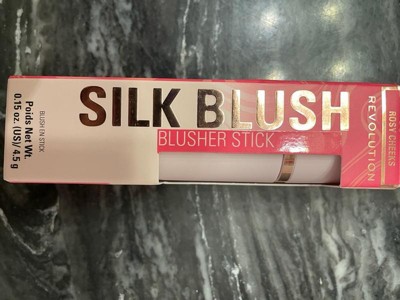 SILK BLUSH
BLUSHER STICK
BLUSH EN STICK
Poids Net Wt.
0.15 oz. (US)/ 4.5 g
REVOLUTION
ROSY CHEEKS